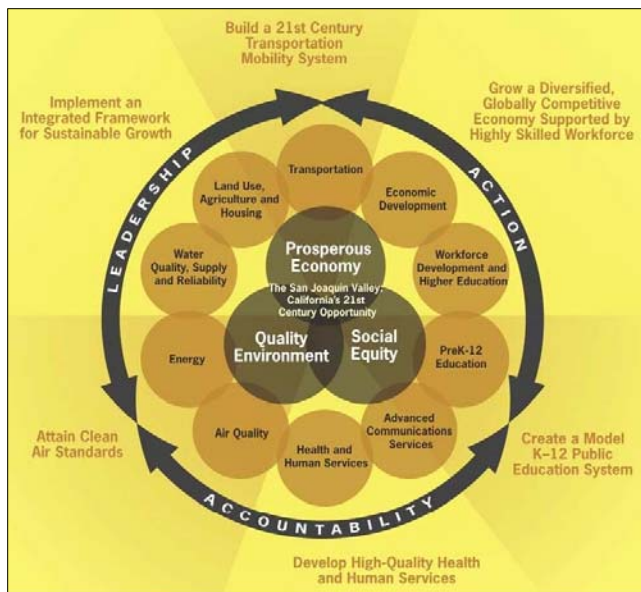 Build a 21st Century
Transportation
Mobility System
Implement an
Integrated Framework
for Sustainable Growth
Grow a Diversified,
Globally Competitive
Economy Supported by
Highly Skilled Workforce
LEADERSHIP
ACTION
Transportation
Land Use,
Agriculture and
Housing
Economic
Development
Water
Quality, Supply
and Reliability
Workforce
Development and
Higher Education
Prosperous
Economy
The San Joaquin Valley:
California's 21st
Century Opportunity
Quality
Environment
Social
Equity
Energy
PreK-12
Education
Air Quality
Health and
Human Services
Advanced
Communications
Services
Attain Clean
Air Standards
ACCOUNTABILITY
Create a Model
K–12 Public
Education System
Develop High-Quality Health
and Human Services